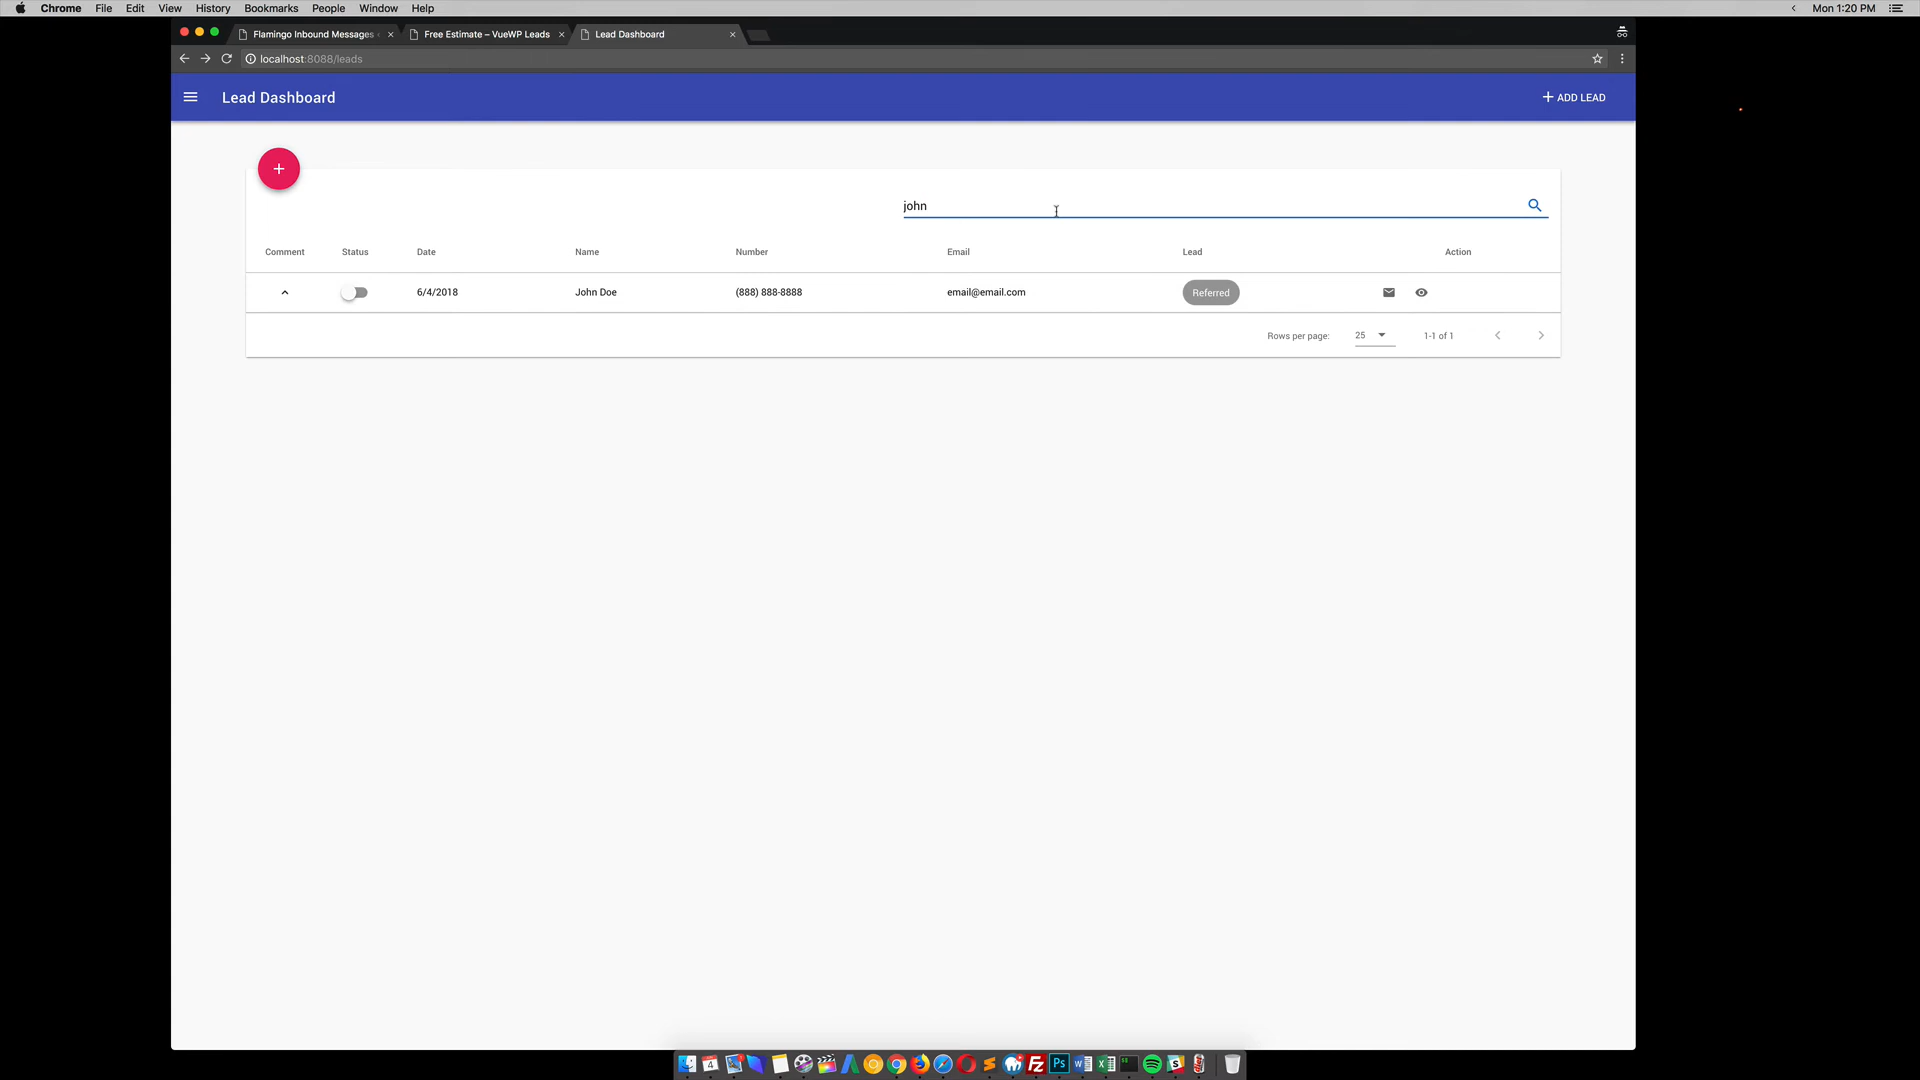 Chrome File Edit View History Bookmarks People Window Help Mon 1:20 PM
Flamingo Inbound Messages Free Estimate – VueWP Leads Lead Dashboard
localhost:8088/leads
Lead Dashboard + ADD LEAD
+
john
Comment Status Date Name Number Email Lead Action
6/4/2018 John Doe (888) 888-8888 email@email.com Referred
Rows per page: 25 1-1 of 1
4 Fz Ps